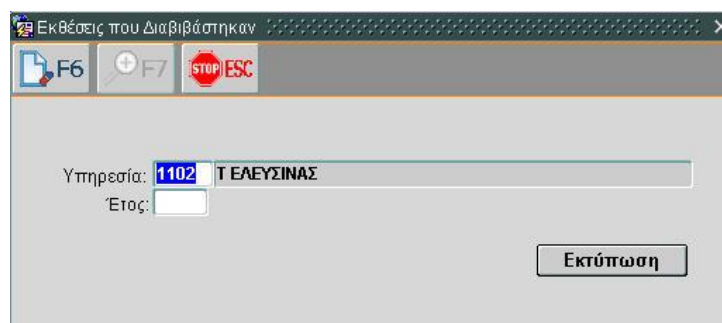 Εκθέσεις που Διαβιβάστηκαν
F6 F7 STOP ESC
Υπηρεσία: 1102 Τ ΕΛΕΥΣΙΝΑΣ
Έτος:
Εκτύπωση